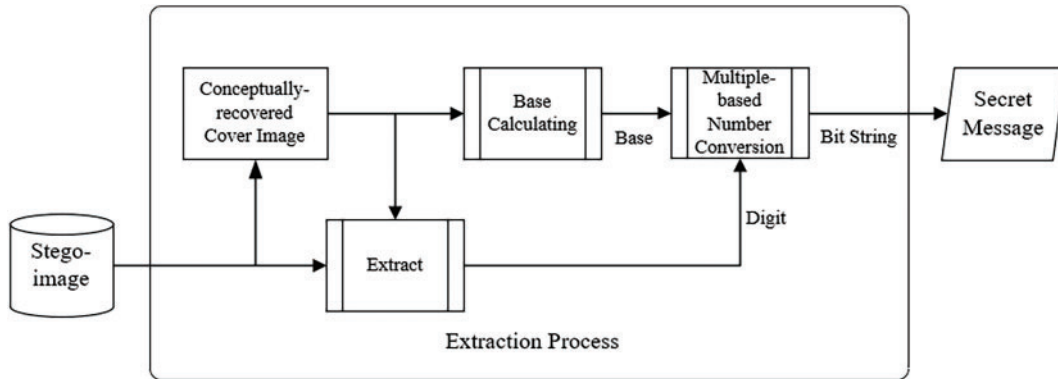 Conceptually-
recovered
Cover Image
Base
Calculating
Base
Multiple-
based
Number
Conversion
Bit String
Secret
Message
Digit
Stego-
image
Extract
Extraction Process